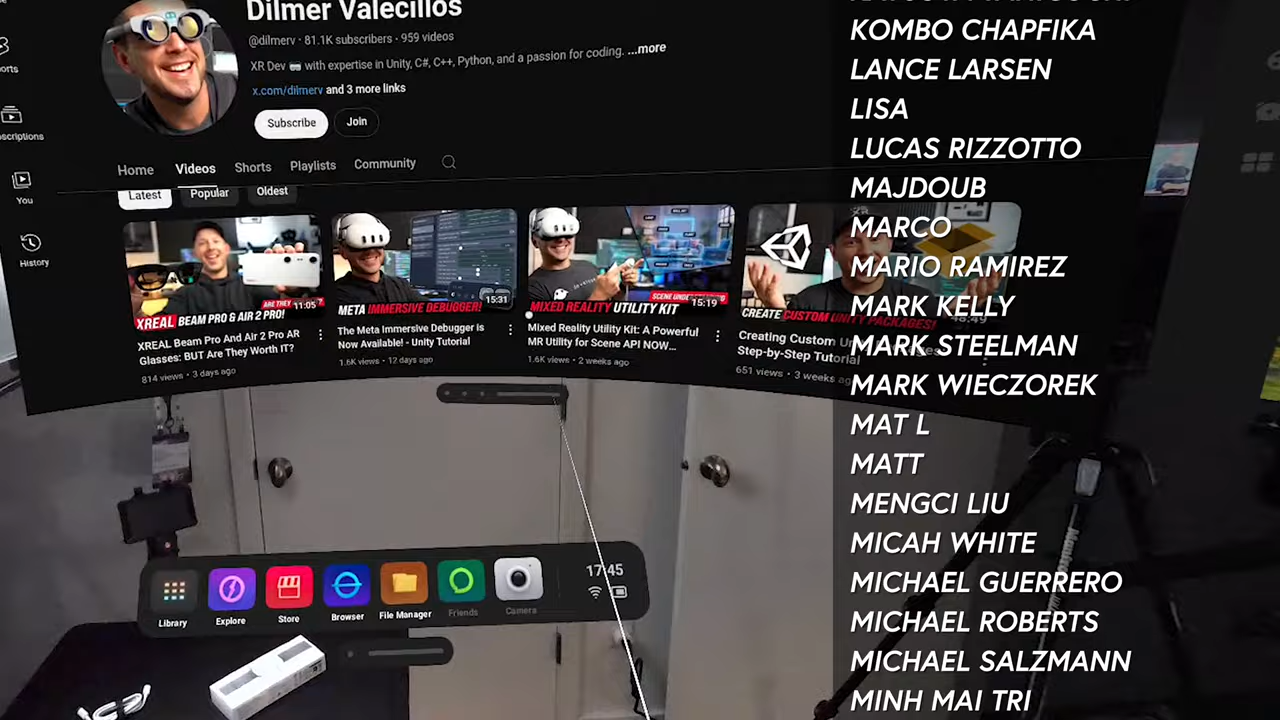 Dilmer Valecillos
@dilmerv · 81.1K subscribers · 959 videos
XR Dev with expertise in Unity, C#, C++, Python, and a passion for coding. ...more
x.com/dilmerv and 3 more links
Subscribe
Join
Home
Videos
Shorts
Playlists
Community
You
History
Latest
Popular
Oldest
11:05
XREAL BEAM PRO & AIR 2 PRO!
XREAL Beam Pro And Air 2 Pro AR
Glasses: BUT Are They Worth IT?
814 views · 3 days ago
15:31
META IMMERSIVE DEBUGGER!
The Meta Immersive Debugger is
Now Available! - Unity Tutorial
1.6K views · 12 days ago
15:19
MIXED REALITY UTILITY KIT
Mixed Reality Utility Kit: A Powerful
MR Utility for Scene API NOW...
1.6K views · 2 weeks ago
CREATE CUSTOM UNITY PACKAGES!
Creating Custom
Step-by-Step Tutorial
651 views · 3 weeks
Library
Explore
Store
Browser
File Manager
Friends
Camera
17:45
KOMBO CHAPFIKA
LANCE LARSEN
LISA
LUCAS RIZZOTTO
MAJDOUB
MARCO
MARIO RAMIREZ
MARK KELLY
MARK STEELMAN
MARK WIECZOREK
MAT L
MATT
MENGCI LIU
MICAH WHITE
MICHAEL GUERRERO
MICHAEL ROBERTS
MICHAEL SALZMANN
MINH MAI TRI